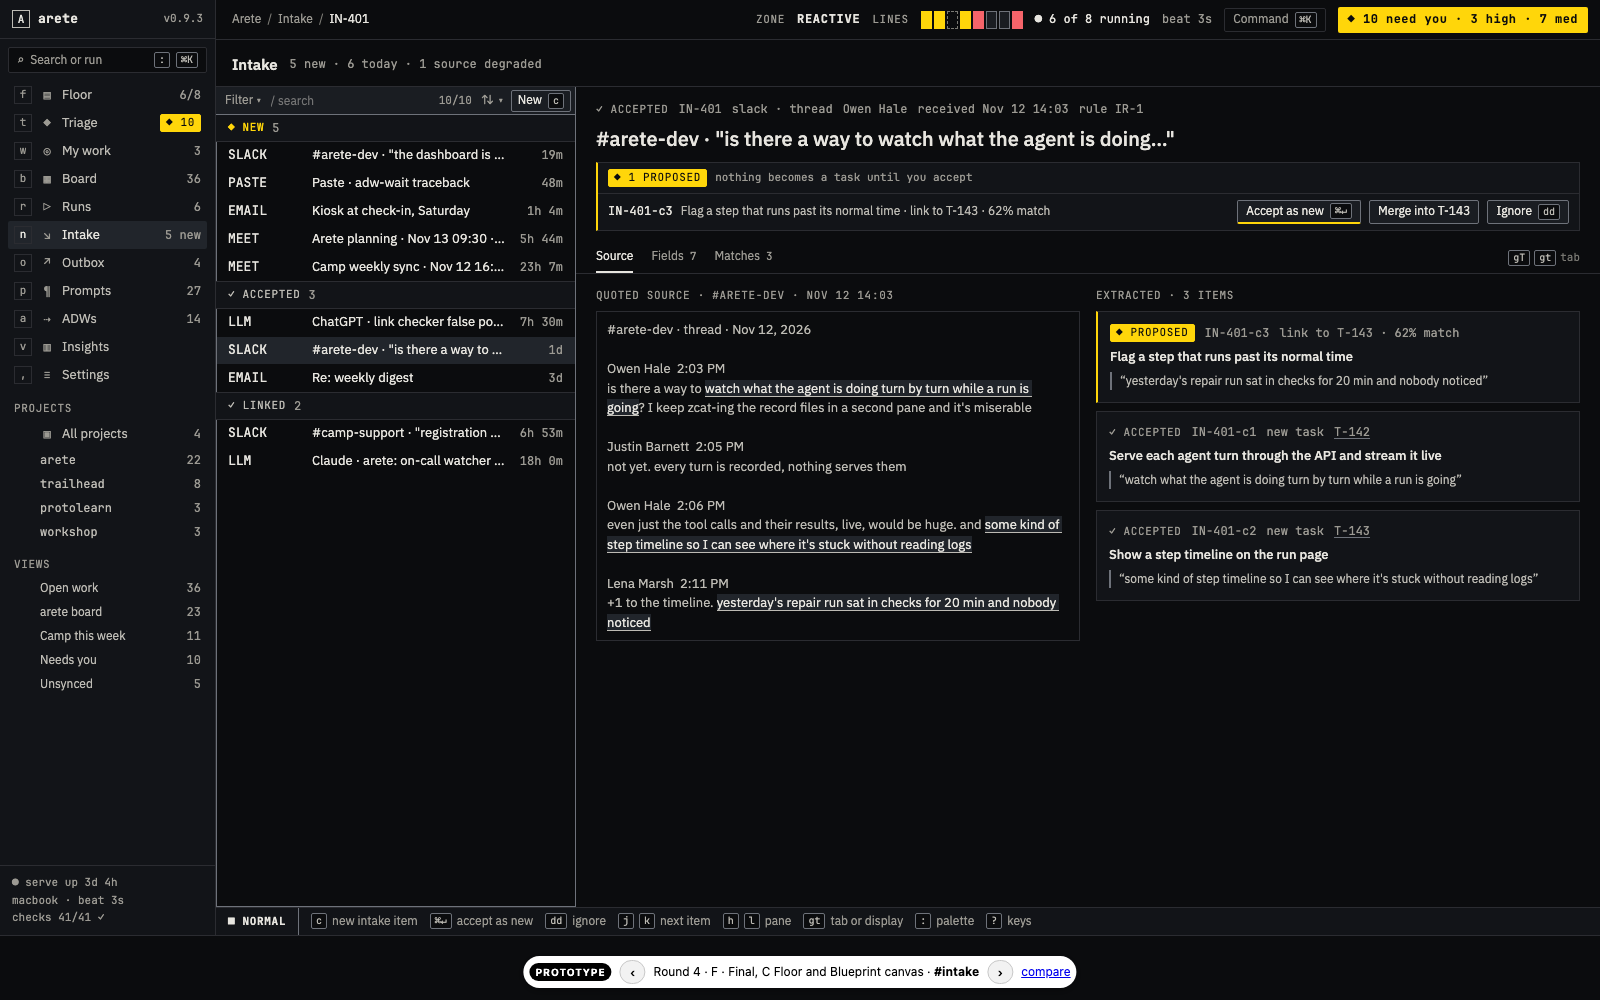 A arete v0.9.3
Search or run : ⌘K
f Floor 6/8
t Triage ◆ 10
w My work 3
b Board 36
r Runs 6
n Intake 5 new
o Outbox 4
p Prompts 27
a ADWs 14
v Insights
, Settings
PROJECTS
All projects 4
arete 22
trailhead 8
protolearn 3
workshop 3
VIEWS
Open work 36
arete board 23
Camp this week 11
Needs you 10
Unsynced 5
● serve up 3d 4h
macbook · beat 3s
checks 41/41 ✓
Arete / Intake / IN-401
ZONE REACTIVE LINES ● 6 of 8 running beat 3s Command ⌘K ◆ 10 need you · 3 high · 7 med
Intake 5 new · 6 today · 1 source degraded
Filter ▾ / search 10/10 ⇅ ▾ New c
◆ NEW 5
SLACK #arete-dev · "the dashboard is ... 19m
PASTE Paste · adw-wait traceback 48m
EMAIL Kiosk at check-in, Saturday 1h 4m
MEET Arete planning · Nov 13 09:30 ·... 5h 44m
MEET Camp weekly sync · Nov 12 16:... 23h 7m
✓ ACCEPTED 3
LLM ChatGPT · link checker false po... 7h 30m
SLACK #arete-dev · "is there a way to ... 1d
EMAIL Re: weekly digest 3d
✓ LINKED 2
SLACK #camp-support · "registration ... 6h 53m
LLM Claude · arete: on-call watcher ... 18h 0m
✓ ACCEPTED IN-401 slack · thread Owen Hale received Nov 12 14:03 rule IR-1
#arete-dev · "is there a way to watch what the agent is doing..."
◆ 1 PROPOSED nothing becomes a task until you accept
IN-401-c3 Flag a step that runs past its normal time · link to T-143 · 62% match Accept as new ⌘↵ Merge into T-143 Ignore dd
Source Fields 7 Matches 3 gT gt tab
QUOTED SOURCE · #ARETE-DEV · NOV 12 14:03
#arete-dev · thread · Nov 12, 2026
Owen Hale 2:03 PM
is there a way to watch what the agent is doing turn by turn while a run is
going? I keep zcat-ing the record files in a second pane and it's miserable
Justin Barnett 2:05 PM
not yet. every turn is recorded, nothing serves them
Owen Hale 2:06 PM
even just the tool calls and their results, live, would be huge. and some kind of
step timeline so I can see where it's stuck without reading logs
Lena Marsh 2:11 PM
+1 to the timeline. yesterday's repair run sat in checks for 20 min and nobody
noticed
EXTRACTED · 3 ITEMS
◆ PROPOSED IN-401-c3 link to T-143 · 62% match
Flag a step that runs past its normal time
“yesterday's repair run sat in checks for 20 min and nobody noticed”
✓ ACCEPTED IN-401-c1 new task T-142
Serve each agent turn through the API and stream it live
“watch what the agent is doing turn by turn while a run is going”
✓ ACCEPTED IN-401-c2 new task T-143
Show a step timeline on the run page
“some kind of step timeline so I can see where it's stuck without reading logs”
■ NORMAL c new intake item ⌘↵ accept as new dd ignore j k next item h l pane gt tab or display : palette ? keys
PROTOTYPE ‹ Round 4 · F · Final, C Floor and Blueprint canvas · #intake › compare